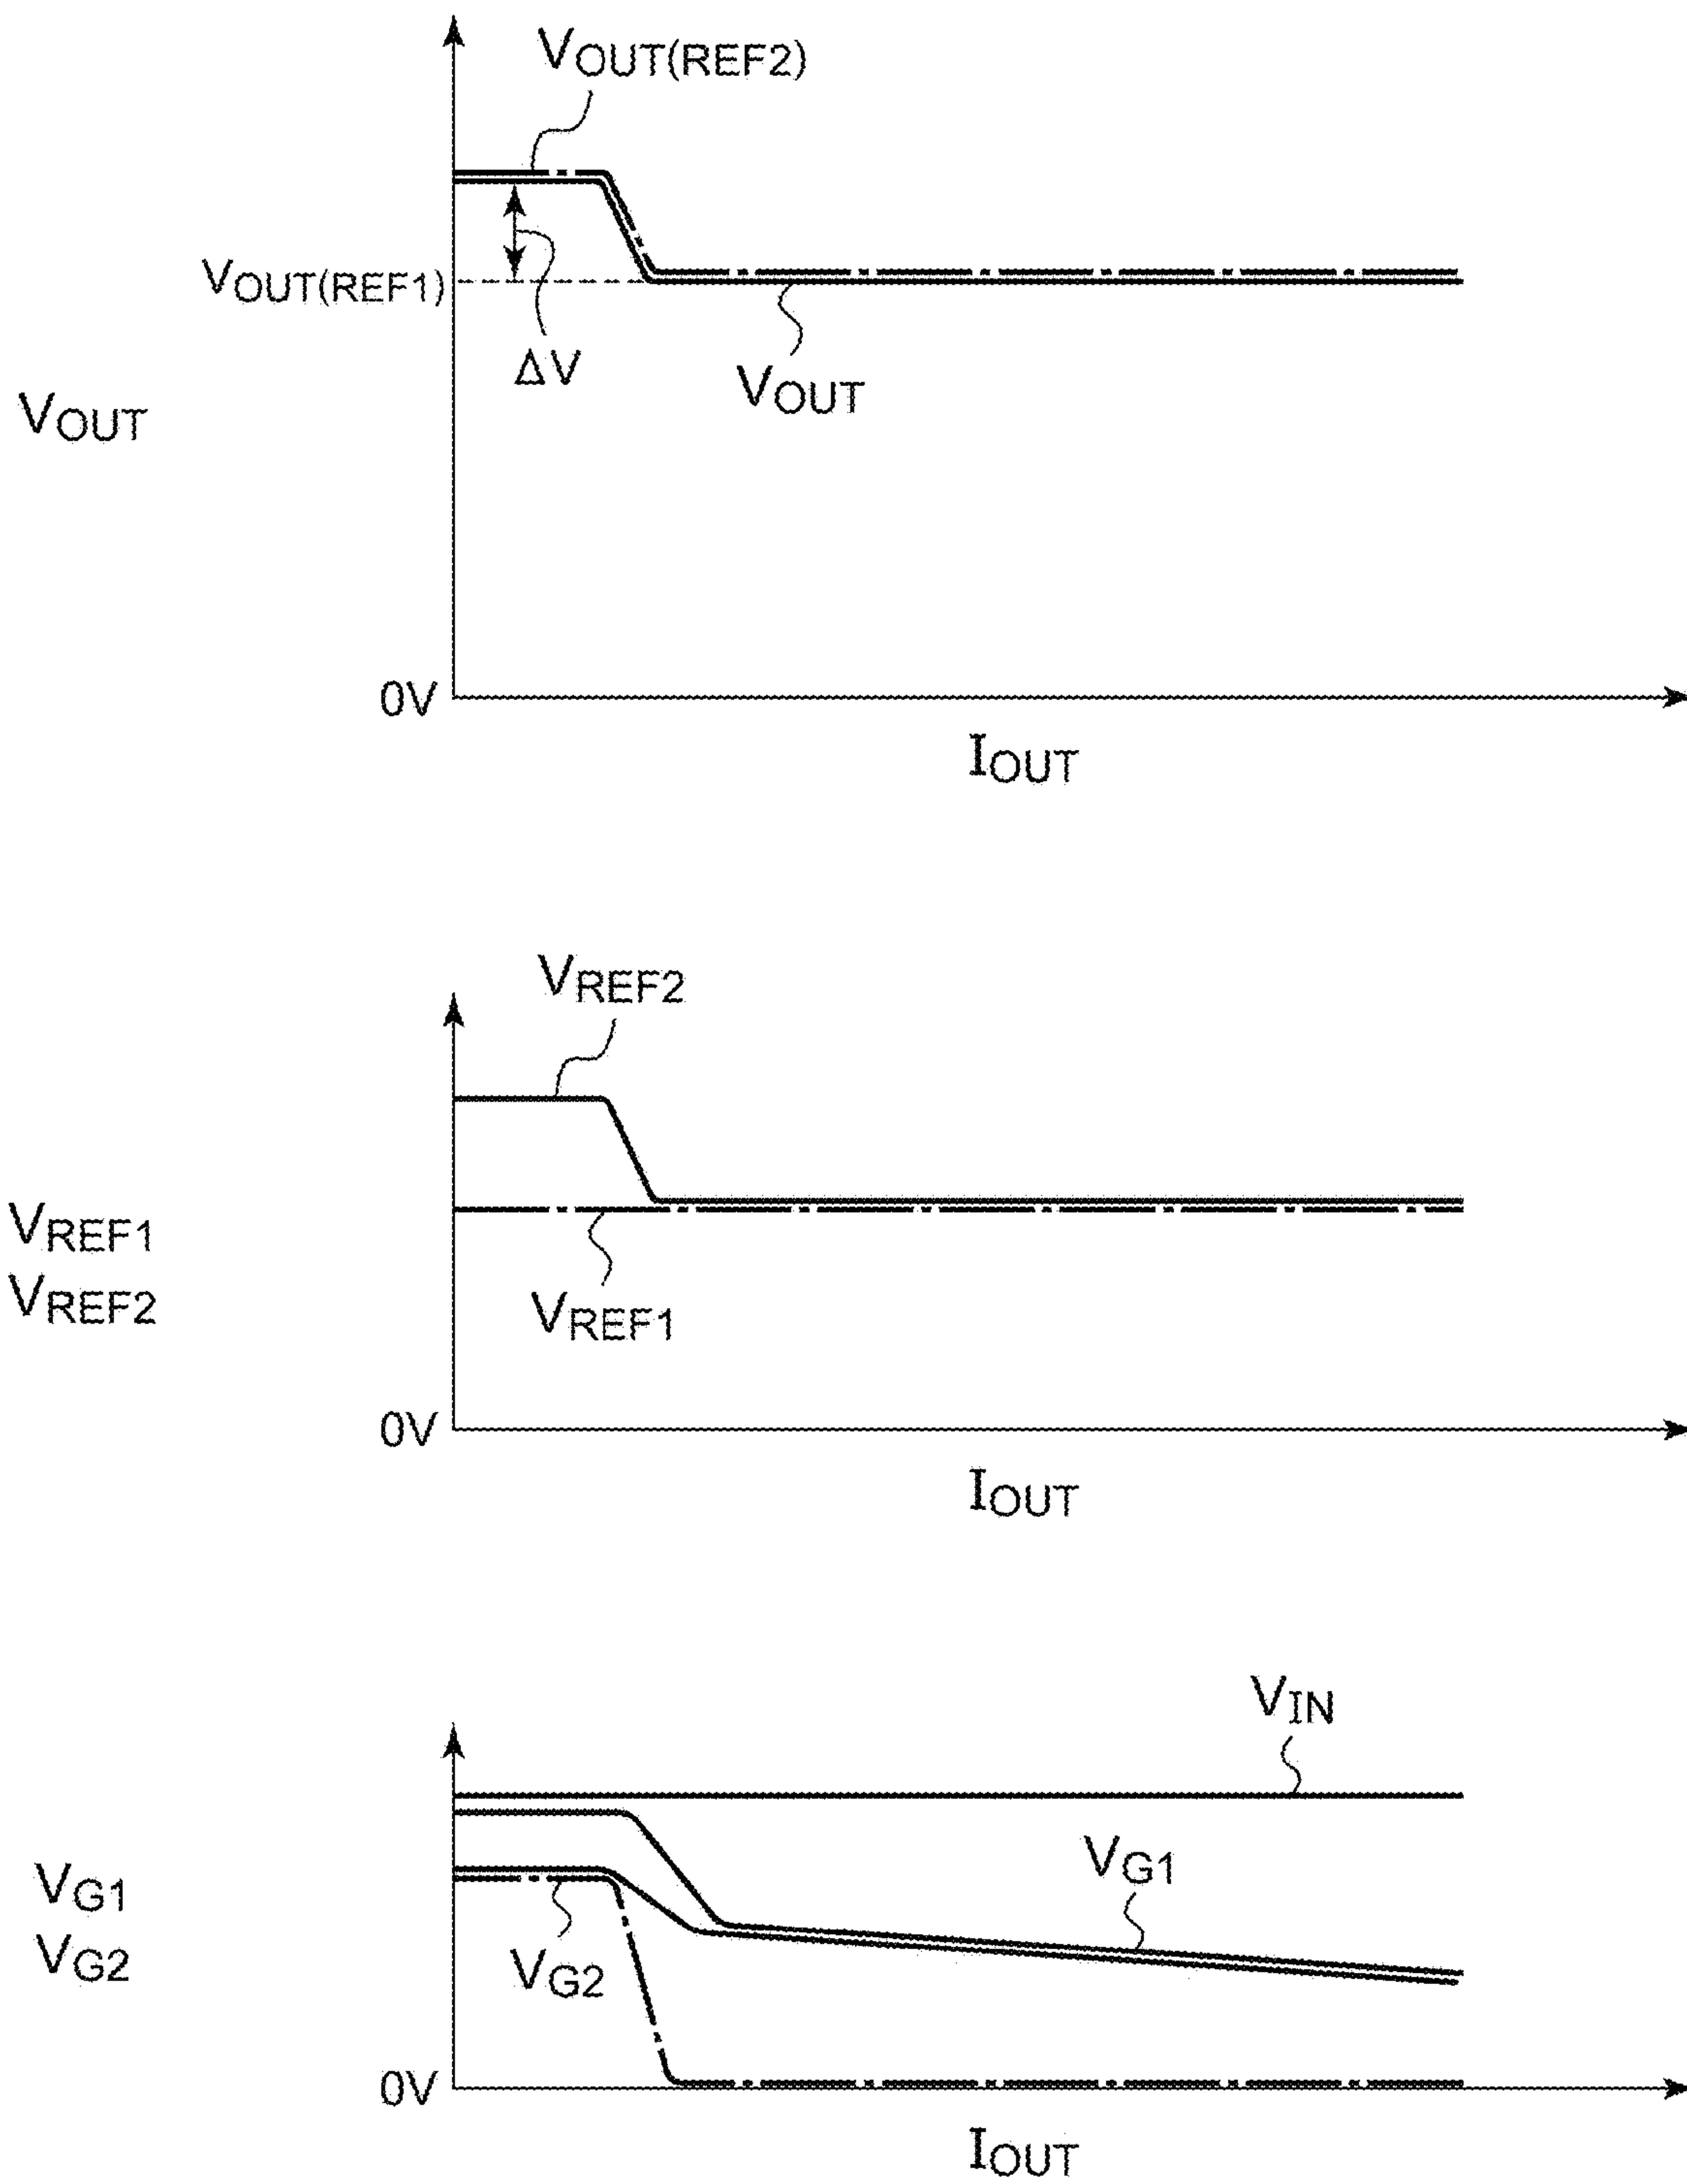 VOUT(REF2)
VOUT(REF1)
ΔV
VOUT
VOUT
0V
IOUT
VREF2
VREF1
VREF2
VREF1
0V
IOUT
VIN
VG1
VG1
VG2
VG2
0V
IOUT